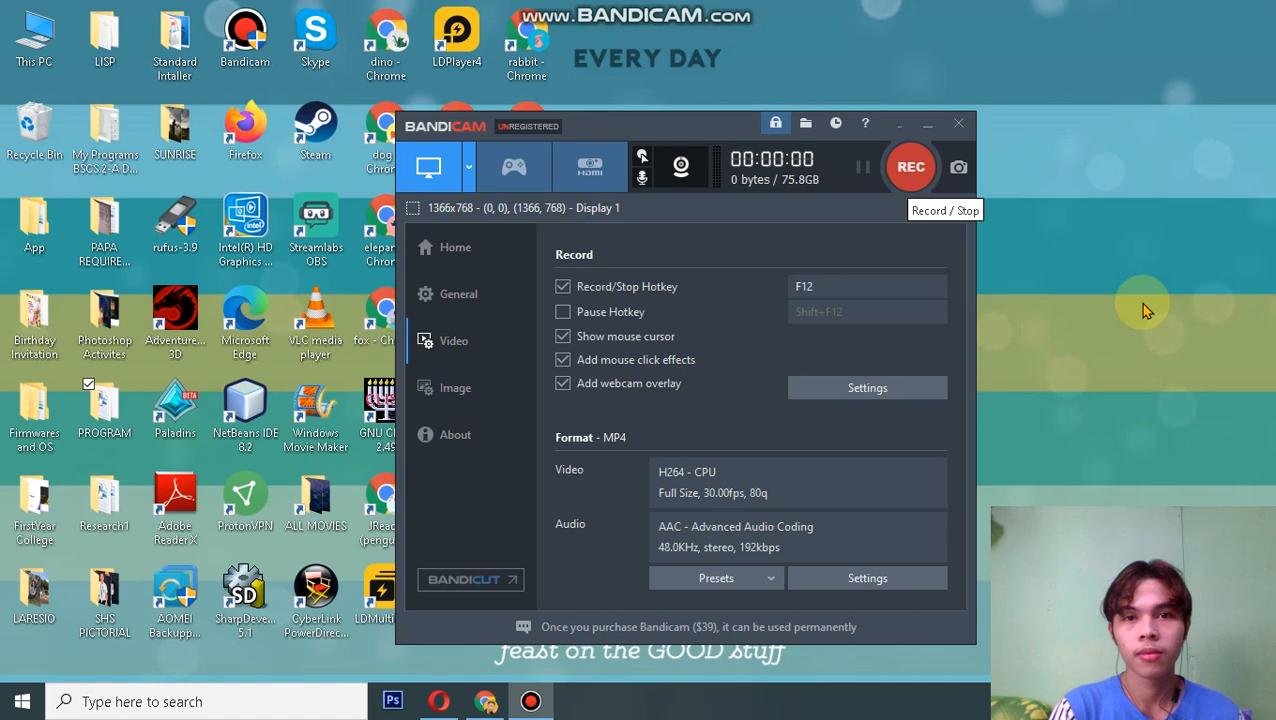 www.BANDICAM.com
EVERY DAY
This PC
LISP
Standard
Intaller
Bandicam
Skype
dino -
Chrome
LDPlayer4
rabbit -
Chrome
Recycle Bin
My Programs
BSCS 2-A D...
SUNRISE
Firefox
Steam
dog
App
PAPA
REQUIRE...
rufus-3.9
Intel(R) HD
Graphics ...
Streamlabs
OBS
Birthday
Invitation
Photoshop
Activites
Adventure...
3D
Microsoft
Edge
VLC media
player
Firmwares
and OS
PROGRAM
Paladins
NetBeans IDE
8.2
Windows
Movie Maker
FirstYear
College
Research1
Adobe
Reader X
ProtonVPN
ALL MOVIES
LARESIO
SHS
PICTORIAL
AOMEI
Backupp...
SharpDeve...
5.1
CyberLink
PowerDirec...
BANDICAM UNREGISTERED
?
HDMI
00:00:00
0 bytes / 75.8GB
REC
Record / Stop
1366x768 - (0, 0), (1366, 768) - Display 1
Home
General
Video
Image
About
BANDICUT
Record
Record/Stop Hotkey
F12
Pause Hotkey
Shift+F12
Show mouse cursor
Add mouse click effects
Add webcam overlay
Settings
Format - MP4
Video
H264 - CPU
Full Size, 30.00fps, 80q
Audio
AAC - Advanced Audio Coding
48.0KHz, stereo, 192kbps
Presets
Settings
Once you purchase Bandicam ($39), it can be used permanently
feast on the GOOD stuff
Type here to search
Ps